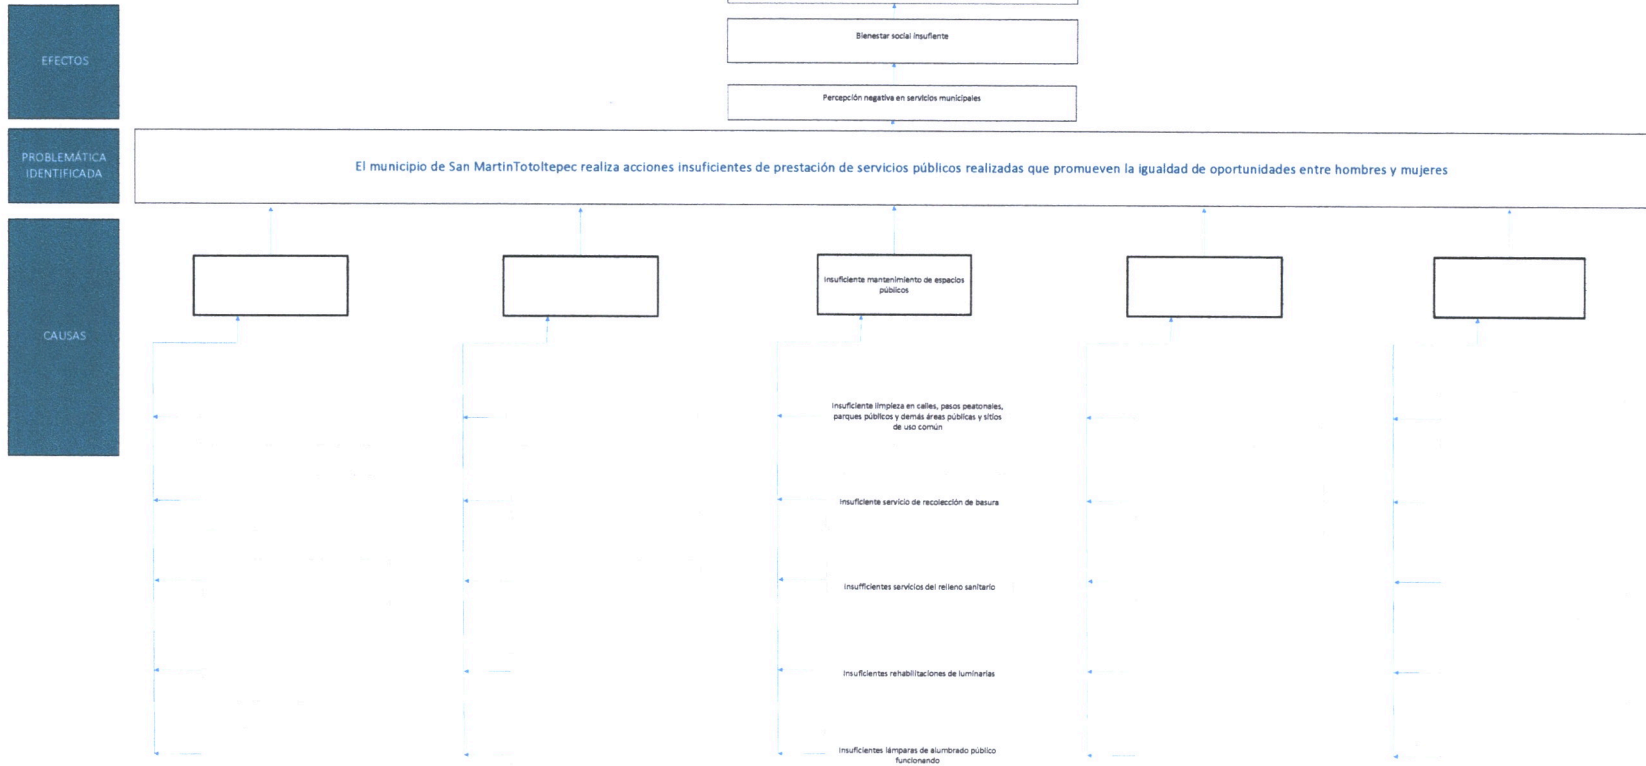 EFECTOS
Bienestar social insufiente
Percepción negativa en servicios municipales
PROBLEMÁTICA
IDENTIFICADA
El municipio de San MartinTotoltepec realiza acciones insuficientes de prestación de servicios públicos realizadas que promueven la igualdad de oportunidades entre hombres y mujeres
CAUSAS
Insuficiente mantenimiento de espacios
públicos
Insuficiente limpieza en calles, pasos peatonales,
parques públicos y demás áreas públicas y sitios
de uso común
Insuficiente servicio de recolección de basura
Insufficientes servicios del relleno sanitario
Insuficientes rehabilitaciones de luminarias
Insuficientes lámparas de alumbrado público
funcionando